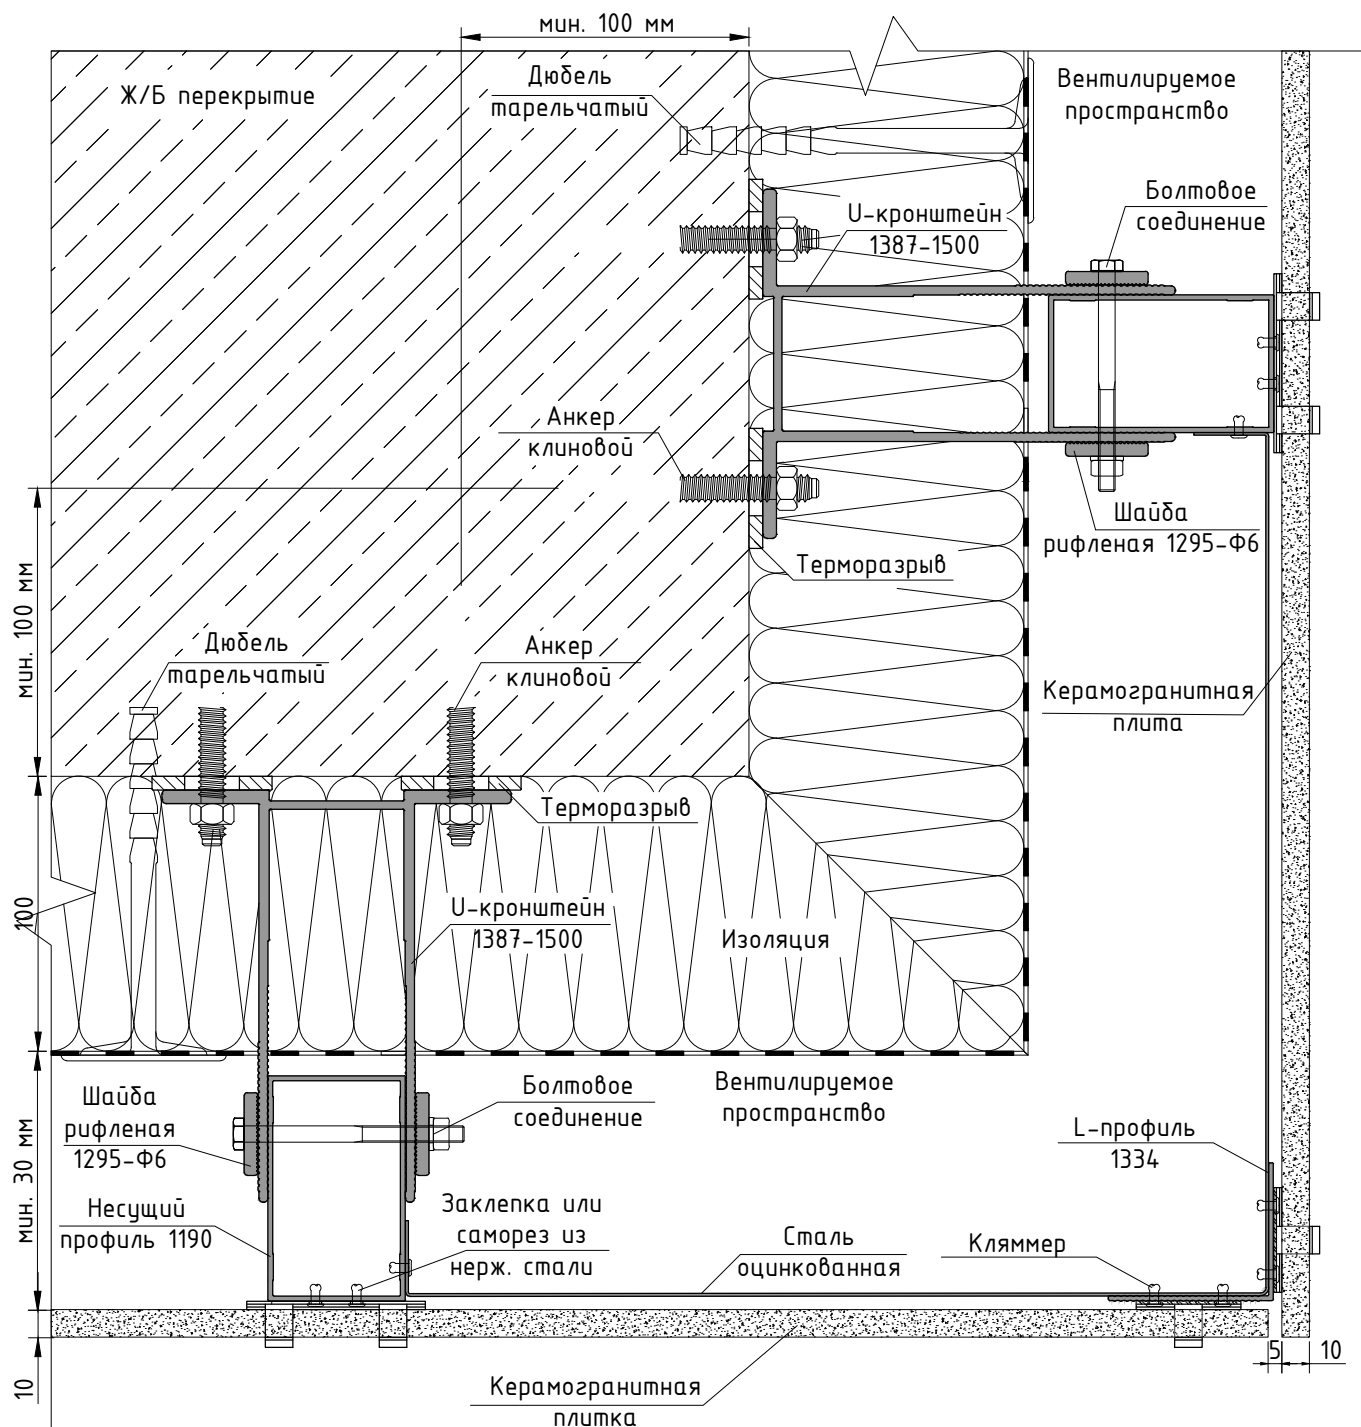 мин. 100 мм
Ж/Б перекрытие
Дюбель
тарельчатый
Вентилируемое
пространство
U-кронштейн
1387-1500
Болтовое
соединение
Анкер
клиновой
Шайба
рифленая 1295-Ф6
Терморазрыв
мин. 100 мм
Дюбель
тарельчатый
Анкер
клиновой
Керамогранитная
плита
Терморазрыв
100
U-кронштейн
1387-1500
Изоляция
Шайба
рифленая
1295-Ф6
Болтовое
соединение
Вентилируемое
пространство
L-профиль
1334
мин. 30 мм
Несущий
профиль 1190
Заклепка или
саморез из
нерж. стали
Сталь
оцинкованная
Кляммер
10
5
10
Керамогранитная
плитка